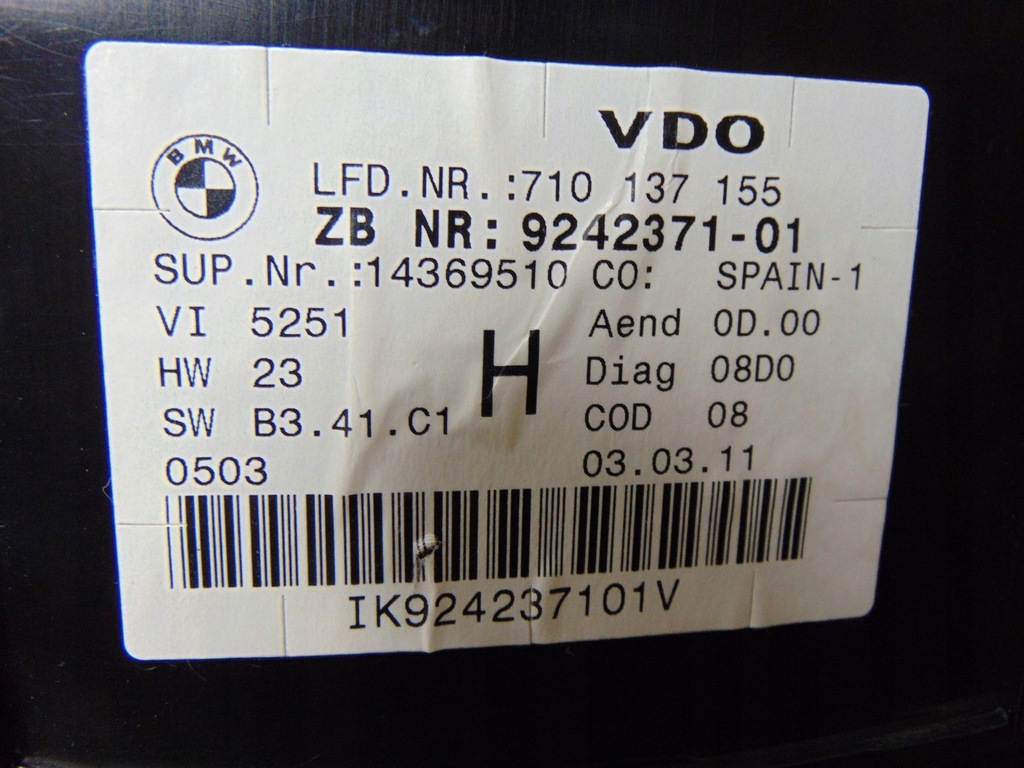 VDO
BMW
LFD.NR.:710 137 155
ZB NR: 9242371-01
SUP.Nr.:14369510 CO: SPAIN-1
VI 5251 Aend 0D.00
HW 23 H Diag 08D0
SW B3.41.C1 COD 08
0503 03.03.11
IK924237101V